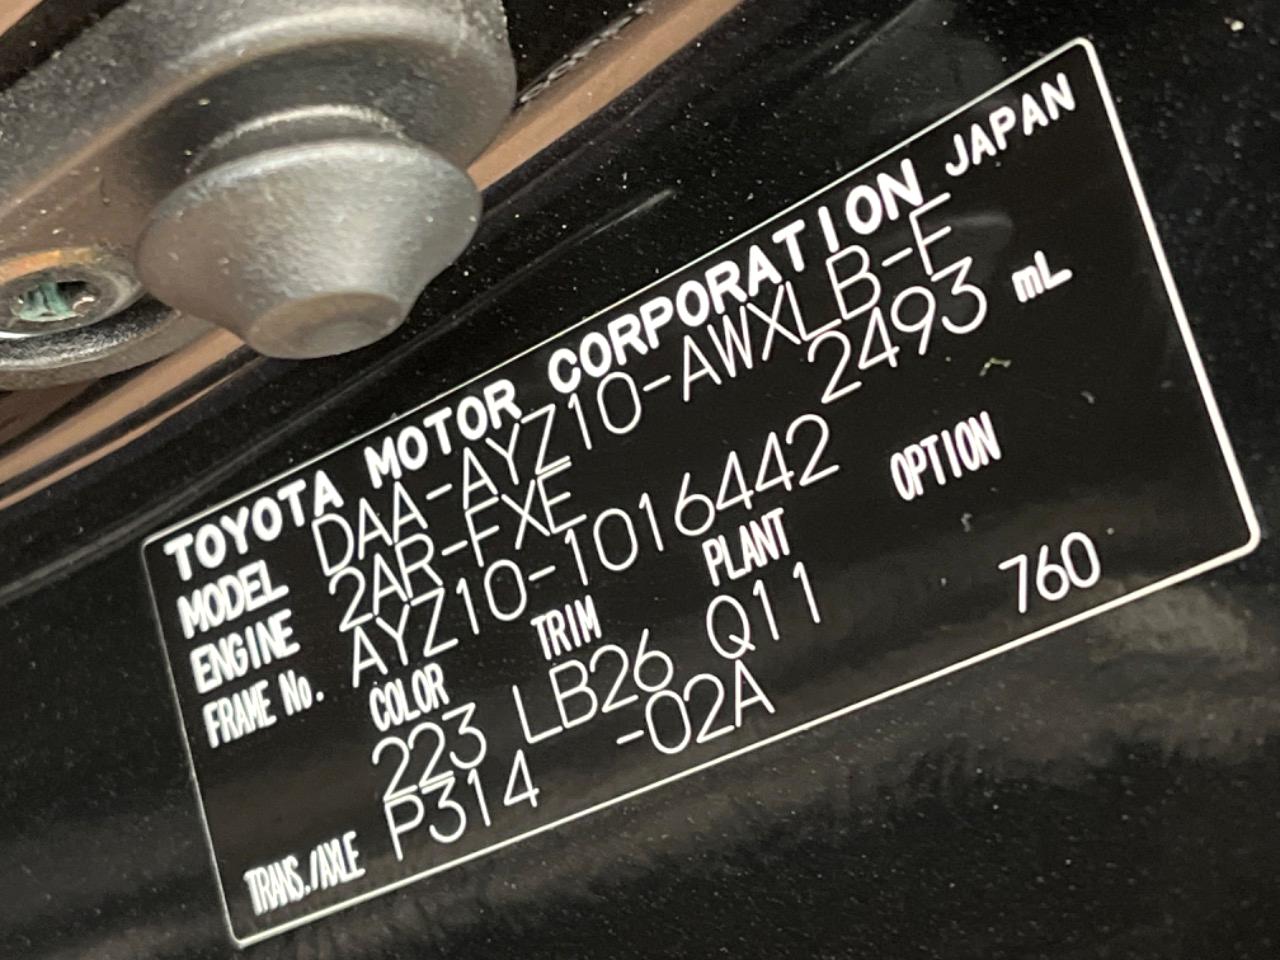 TOYOTA MOTOR CORPORATION JAPAN
MODEL DAA-AYZ10-AWXLB-F
ENGINE 2AR-FXE 2493 mL
FRAME No. AYZ10-1016442
COLOR TRIM PLANT OPTION
223 LB26 Q11 760
TRANS./AXLE P314 -02A